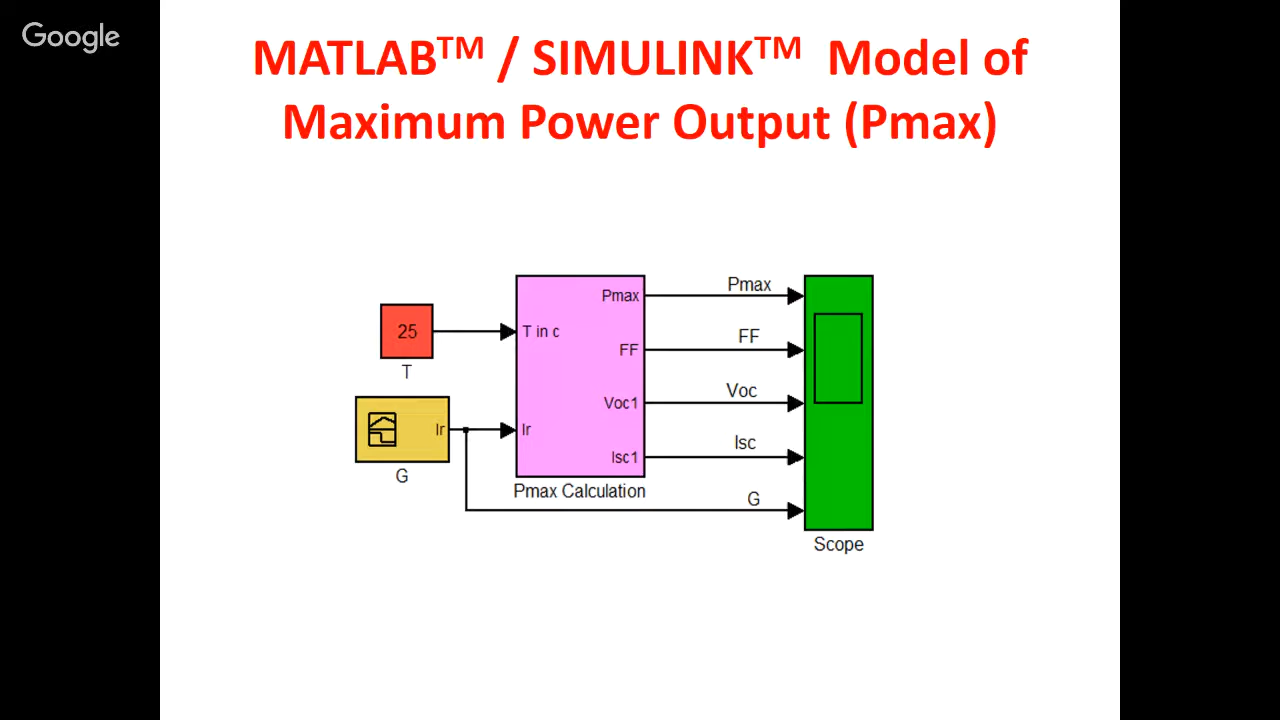 Google
MATLABTM / SIMULINKTM Model of
Maximum Power Output (Pmax)
25
T
Ir
G
T in c
Ir
Pmax
FF
Voc1
Isc1
Pmax Calculation
Pmax
FF
Voc
Isc
G
Scope